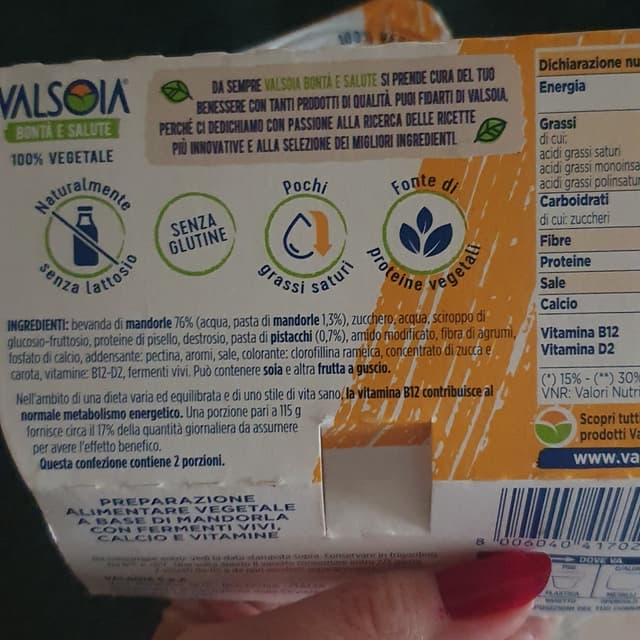 VALSOIA
BONTÀ E SALUTE
100% VEGETALE
DA SEMPRE VALSOIA BONTÀ E SALUTE SI PRENDE CURA DEL TUO
BENESSERE CON TANTI PRODOTTI DI QUALITÀ. PUOI FIDARTI DI VALSOIA,
PERCHÉ CI DEDICHIAMO CON PASSIONE ALLA RICERCA DELLE RICETTE
PIÙ INNOVATIVE E ALLA SELEZIONE DEI MIGLIORI INGREDIENTI.
Naturalmente
senza lattosio
SENZA
GLUTINE
Pochi
grassi saturi
Fonte di
proteine vegetali
INGREDIENTI: bevanda di mandorle 76% (acqua, pasta di mandorle 1,3%), zucchero, acqua, sciroppo di
glucosio-fruttosio, proteine di pisello, destrosio, pasta di pistacchi (0,7%), amido modificato, fibra di agrumi,
fosfato di calcio, addensante: pectina, aromi, sale, colorante: clorofillina rameica, concentrato di zucca e
carota, vitamine: B12-D2, fermenti vivi. Può contenere soia e altra frutta a guscio.
Nell'ambito di una dieta varia ed equilibrata e di uno stile di vita sano, la vitamina B12 contribuisce al
normale metabolismo energetico. Una porzione pari a 115 g
fornisce circa il 17% della quantità giornaliera da assumere
per avere l'effetto benefico.
Questa confezione contiene 2 porzioni.
PREPARAZIONE
ALIMENTARE VEGETALE
A BASE DI MANDORLA
CON FERMENTI VIVI,
CALCIO E VITAMINE
Dichiarazione nu
Energia
Grassi
di cui:
acidi grassi saturi
acidi grassi monoinsa
acidi grassi polinsatur
Carboidrati
di cui: zuccheri
Fibre
Proteine
Sale
Calcio
Vitamina B12
Vitamina D2
(*) 15% - (**) 30%
VNR: Valori Nutri
Scopri tutti
prodotti Va
www.va
8 006040 41702
DOVE VA